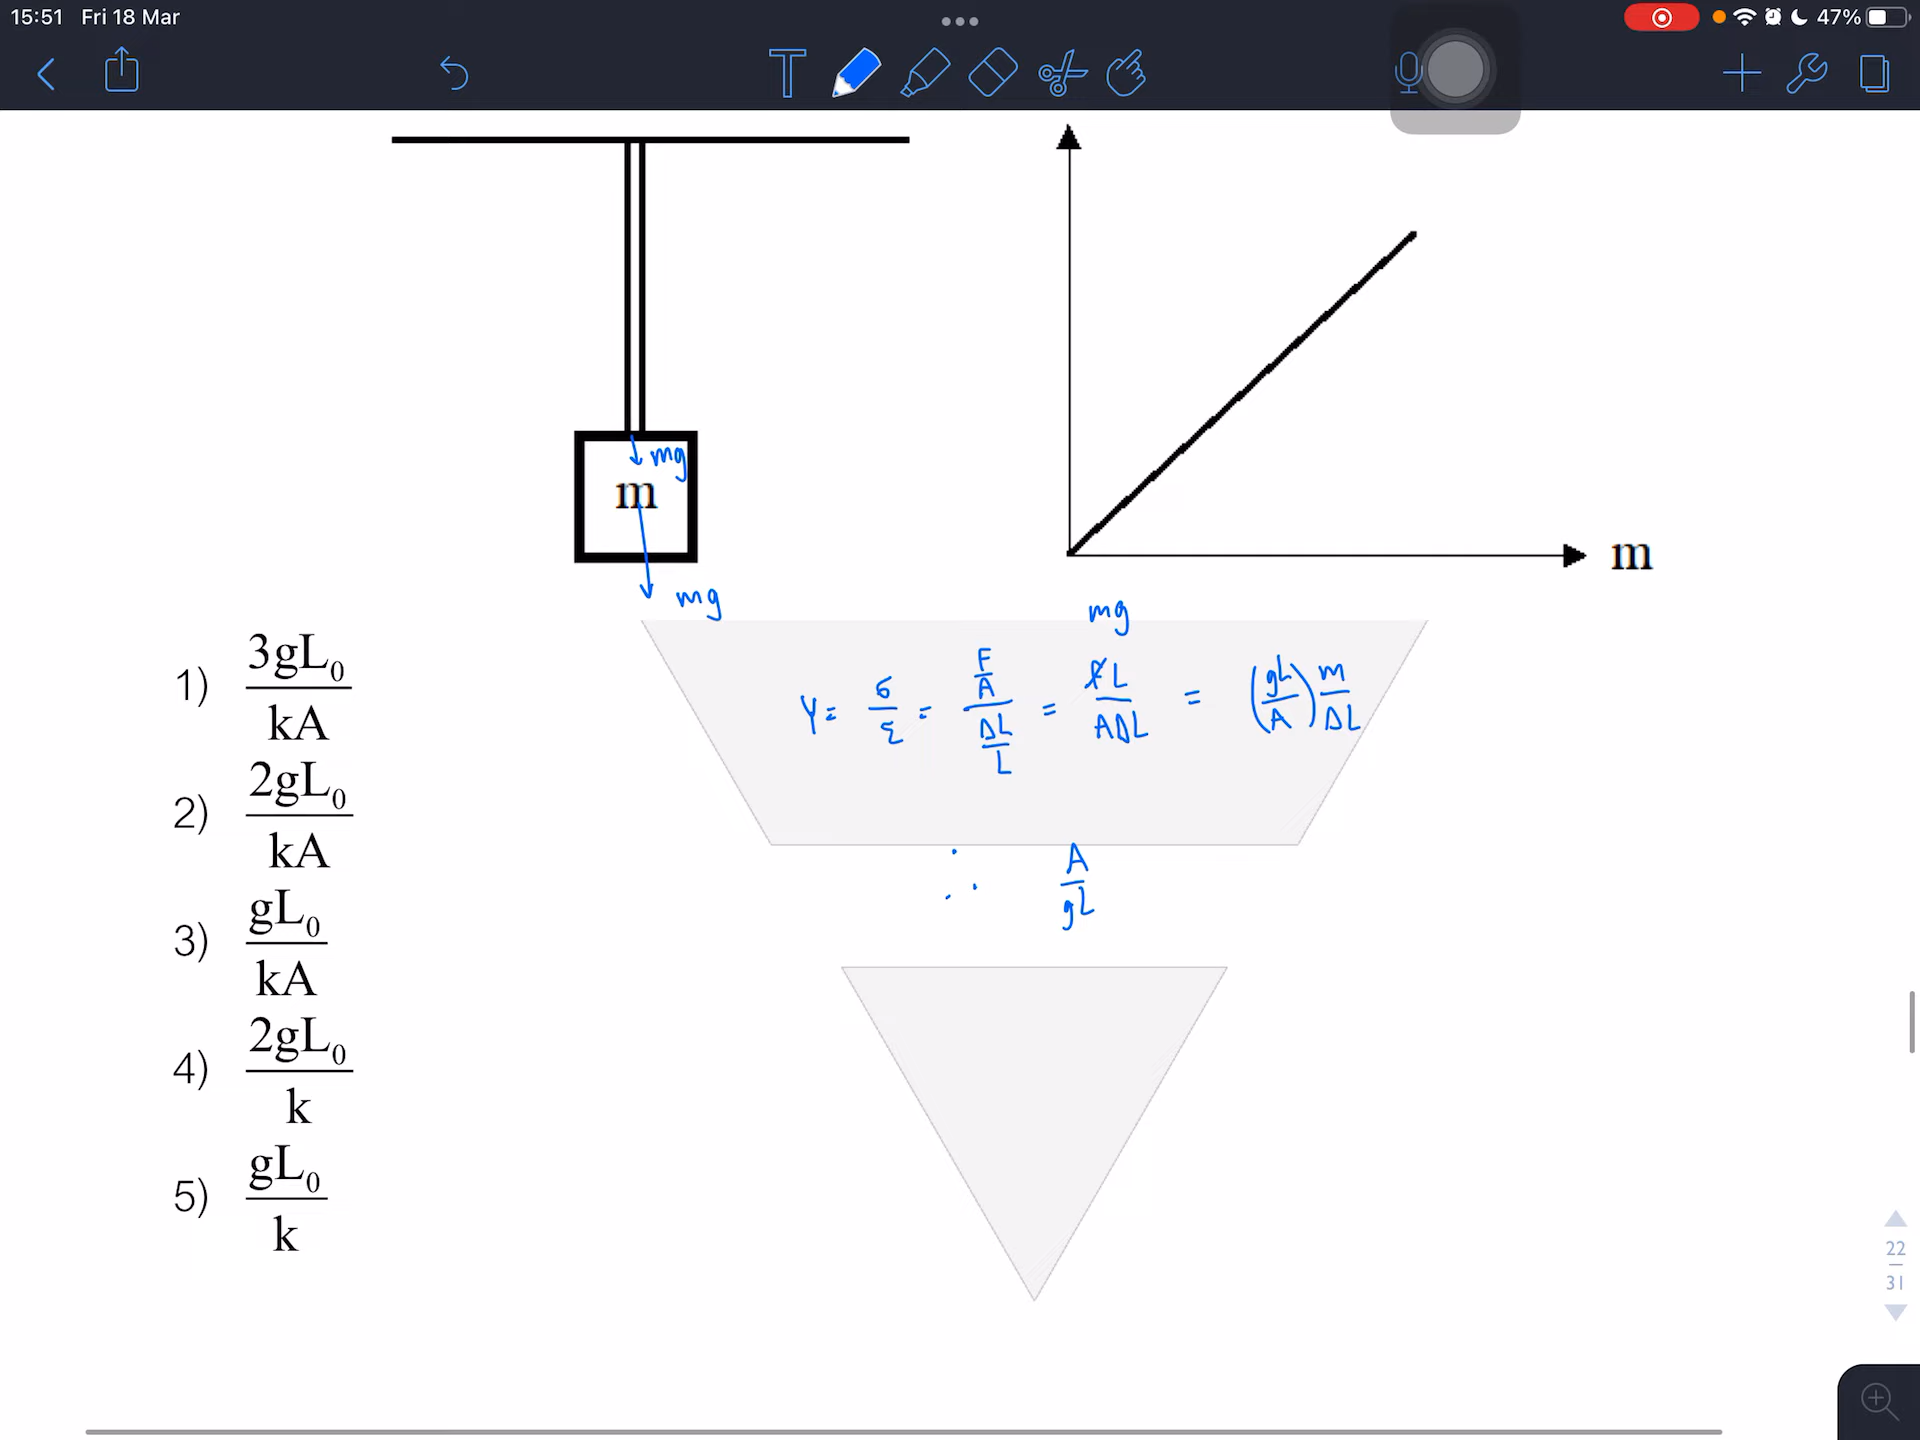 15:51 Fri 18 Mar 47%
T
mg
m
mg
m
1) 3gL₀/kA
2) 2gL₀/kA
3) gL₀/kA
4) 2gL₀/k
5) gL₀/k
mg
Y = σ/ε = (F/A)/(ΔL/L) = FL/AΔL = (gL/A) m/ΔL
∴ A/gL
22
31